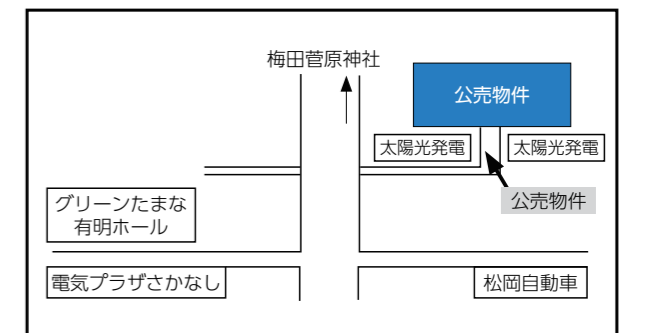 梅田菅原神社
公売物件
太陽光発電
太陽光発電
公売物件
グリーンたまな
有明ホール
電気プラザさかなし
松岡自動車